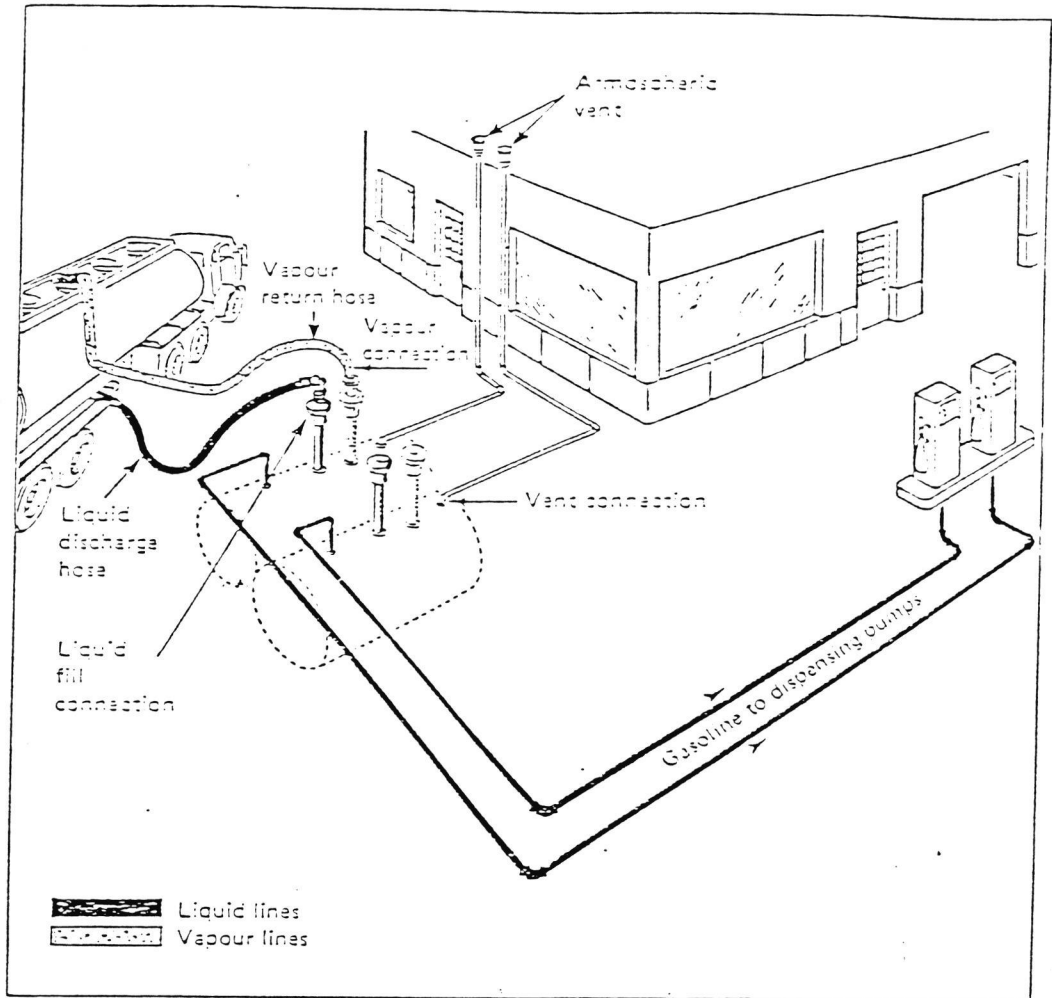 Atmospheric
vent
Vapour
return hose
Vapour
connection
Vent connection
Liquid
discharge
hose
Liquid
fill
connection
Gasoline to dispensing pumps
Liquid lines
Vapour lines